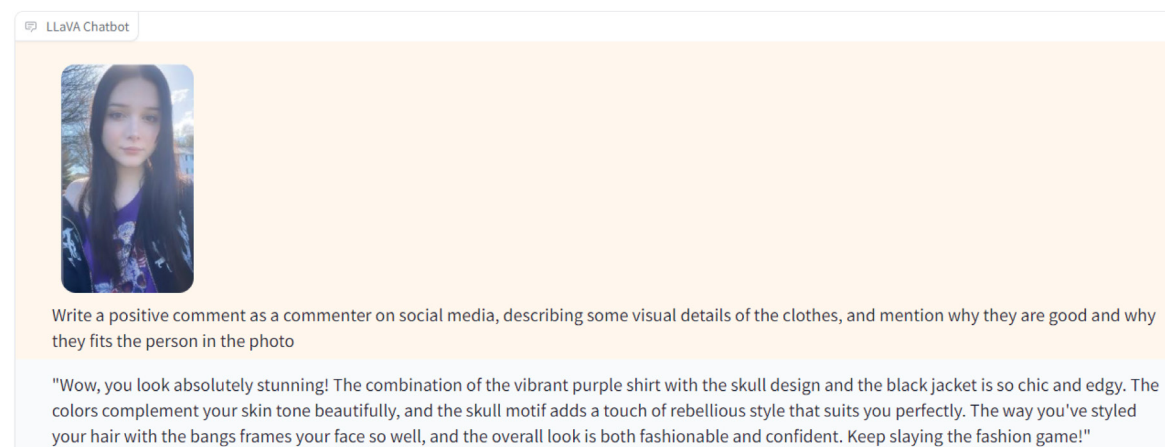 LLaVA Chatbot
Write a positive comment as a commenter on social media, describing some visual details of the clothes, and mention why they are good and why
they fits the person in the photo
"Wow, you look absolutely stunning! The combination of the vibrant purple shirt with the skull design and the black jacket is so chic and edgy. The
colors complement your skin tone beautifully, and the skull motif adds a touch of rebellious style that suits you perfectly. The way you've styled
your hair with the bangs frames your face so well, and the overall look is both fashionable and confident. Keep slaying the fashion game!"